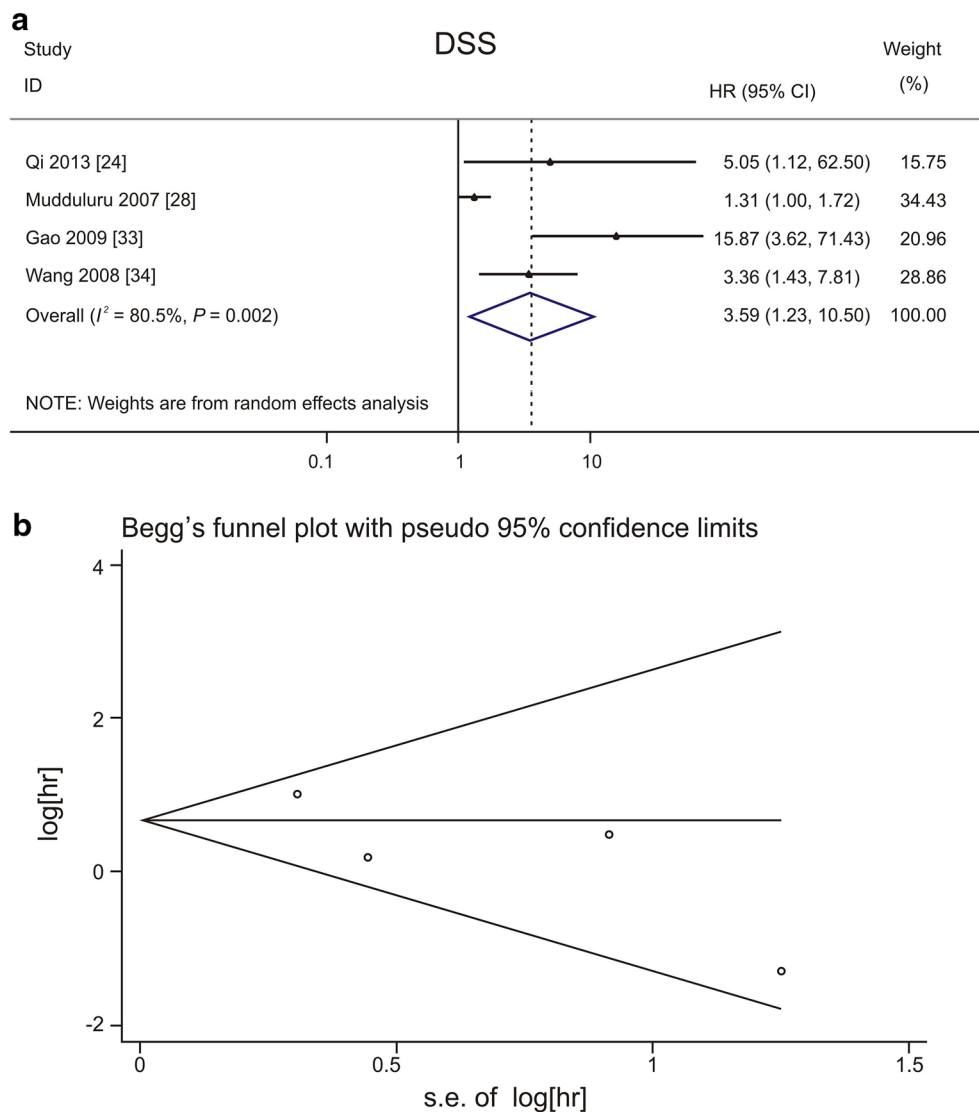 a
Study DSS Weight
ID HR (95% CI) (%)
Qi 2013 [24] 5.05 (1.12, 62.50) 15.75
Mudduluru 2007 [28] 1.31 (1.00, 1.72) 34.43
Gao 2009 [33] 15.87 (3.62, 71.43) 20.96
Wang 2008 [34] 3.36 (1.43, 7.81) 28.86
Overall (I² = 80.5%, P = 0.002) 3.59 (1.23, 10.50) 100.00
NOTE: Weights are from random effects analysis
0.1 1 10
b
Begg’s funnel plot with pseudo 95% confidence limits
4
2
0
-2
log[hr]
0 0.5 1 1.5
s.e. of log[hr]